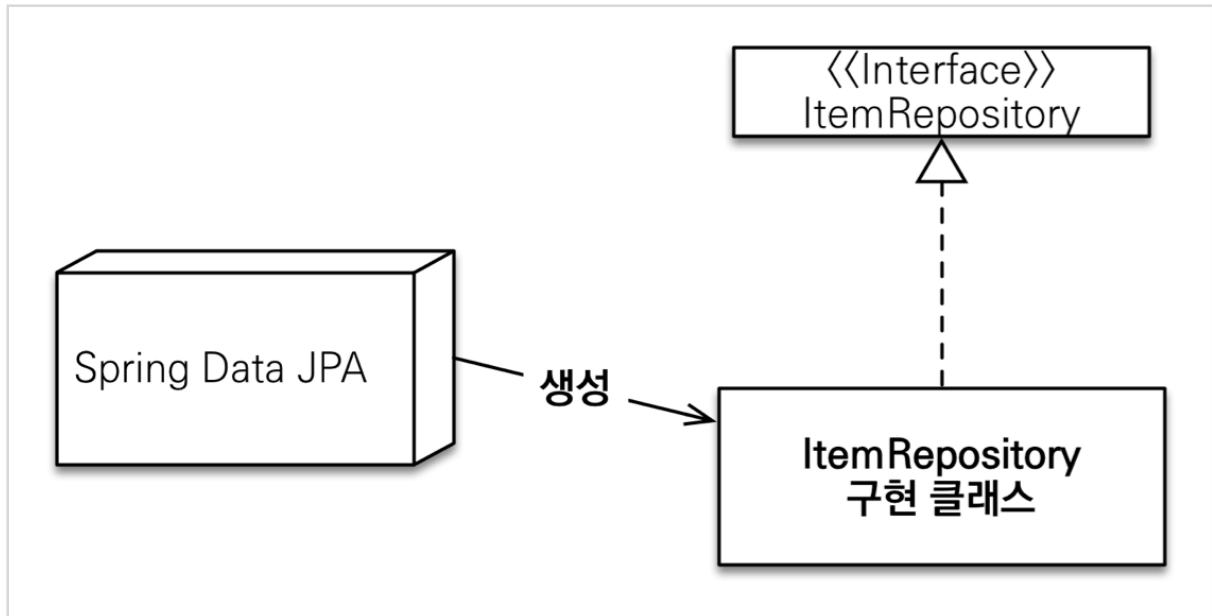 《Interface》
ItemRepository
Spring Data JPA
생성
ItemRepository
구현 클래스